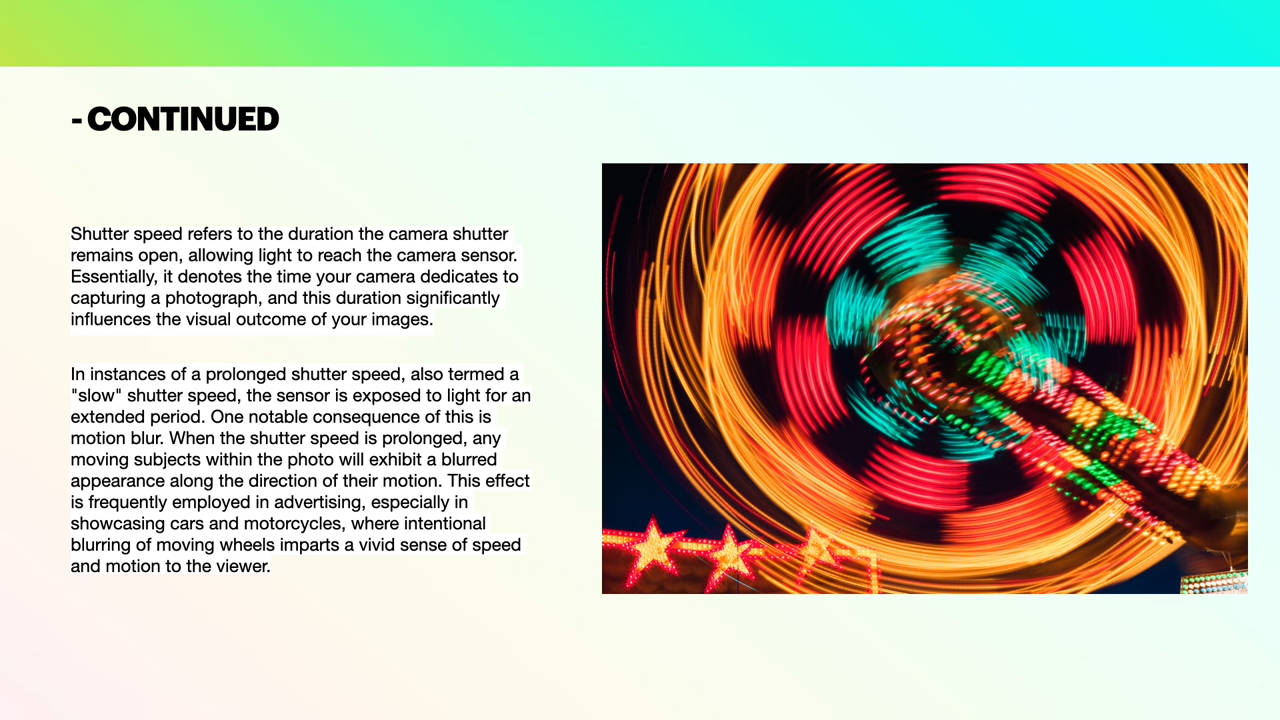 - CONTINUED
Shutter speed refers to the duration the camera shutter
remains open, allowing light to reach the camera sensor.
Essentially, it denotes the time your camera dedicates to
capturing a photograph, and this duration significantly
influences the visual outcome of your images.
In instances of a prolonged shutter speed, also termed a
"slow" shutter speed, the sensor is exposed to light for an
extended period. One notable consequence of this is
motion blur. When the shutter speed is prolonged, any
moving subjects within the photo will exhibit a blurred
appearance along the direction of their motion. This effect
is frequently employed in advertising, especially in
showcasing cars and motorcycles, where intentional
blurring of moving wheels imparts a vivid sense of speed
and motion to the viewer.